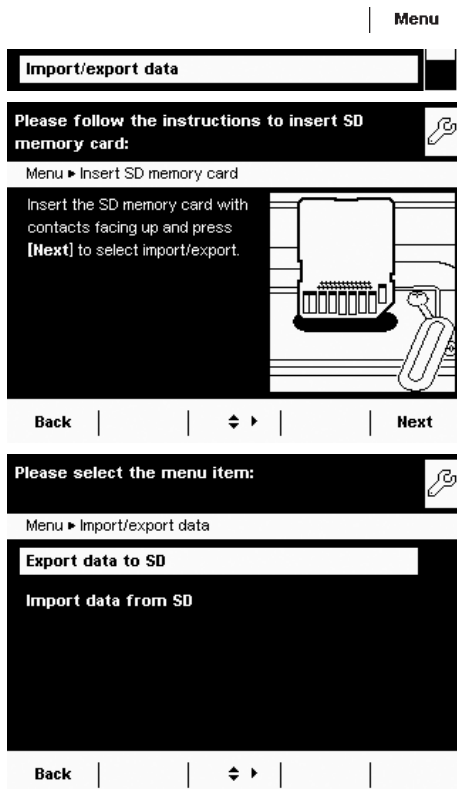 Menu
Import/export data
Please follow the instructions to insert SD
memory card:
Menu ▸ Insert SD memory card
Insert the SD memory card with
contacts facing up and press
[Next] to select import/export.
Back
Next
Please select the menu item:
Menu ▸ Import/export data
Export data to SD
Import data from SD
Back